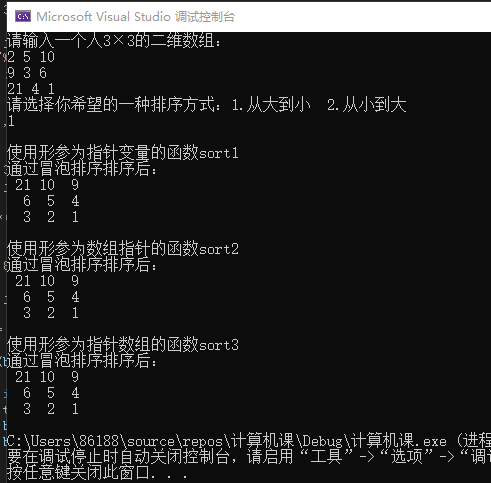 Microsoft Visual Studio 调试控制台
请输入一个人3×3的二维数组：
2 5 10
9 3 6
21 4 1
请选择你希望的一种排序方式：1.从大到小  2.从小到大
1
使用形参为指针变量的函数sort1
通过冒泡排序排序后：
21 10 9
6 5 4
3 2 1
使用形参为数组指针的函数sort2
通过冒泡排序排序后：
21 10 9
6 5 4
3 2 1
使用形参为指针数组的函数sort3
通过冒泡排序排序后：
21 10 9
6 5 4
3 2 1
C:\Users\86188\source\repos\计算机课\Debug\计算机课.exe (进程
要在调试停止时自动关闭控制台，请启用“工具”->“选项”->“调试
按任意键关闭此窗口. . .